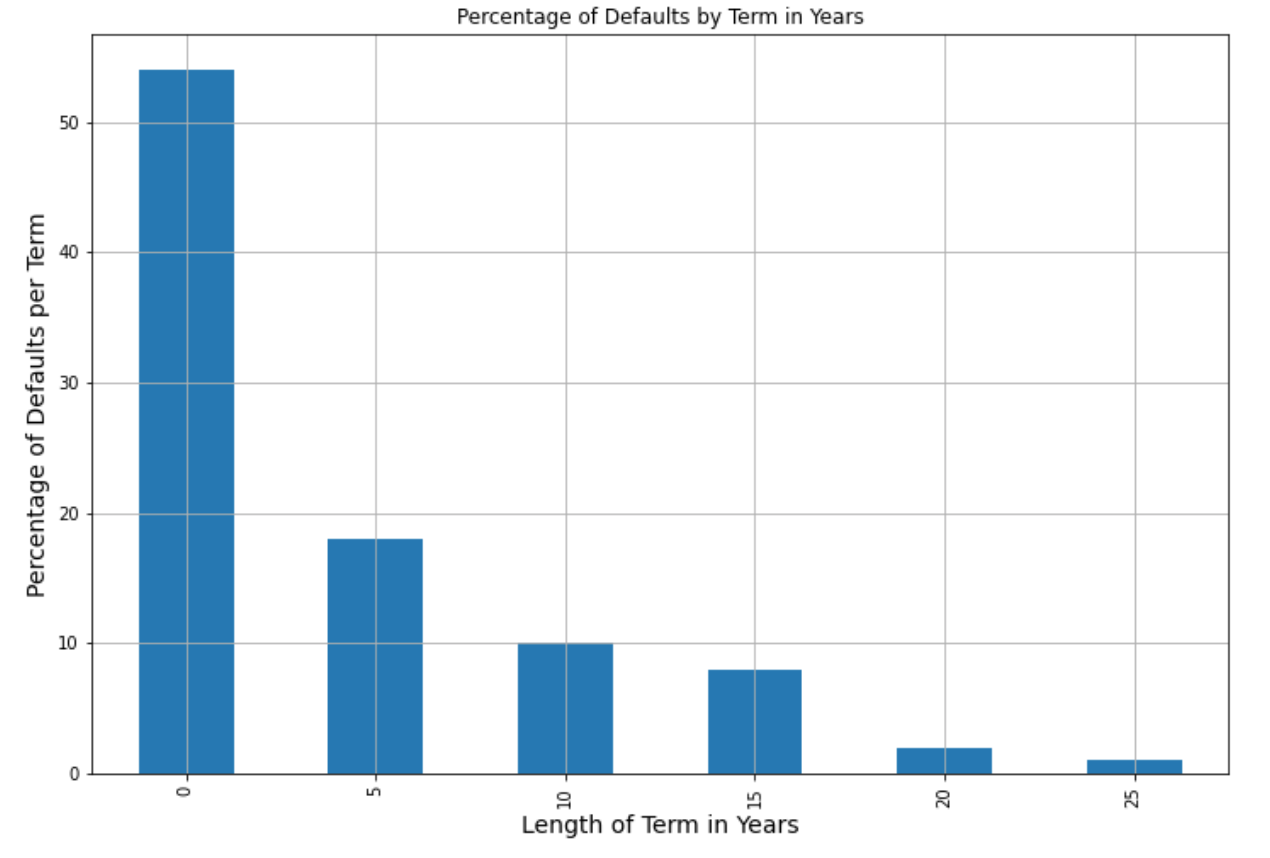 Percentage of Defaults by Term in Years
Percentage of Defaults per Term
50
40
30
20
10
0
0 5 10 15 20 25
Length of Term in Years